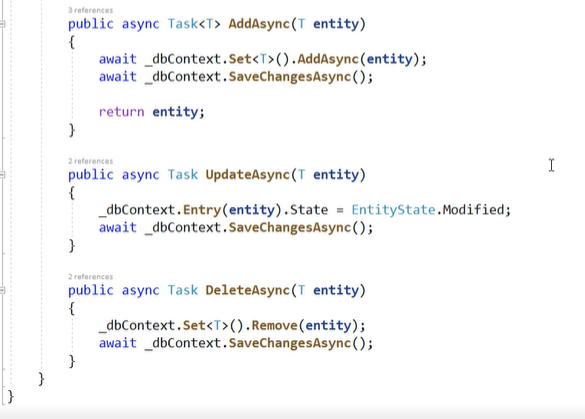 3 references
public async Task<T> AddAsync(T entity)
{
await _dbContext.Set<T>().AddAsync(entity);
await _dbContext.SaveChangesAsync();
return entity;
}
2 references
public async Task UpdateAsync(T entity)
{
_dbContext.Entry(entity).State = EntityState.Modified;
await _dbContext.SaveChangesAsync();
}
2 references
public async Task DeleteAsync(T entity)
{
_dbContext.Set<T>().Remove(entity);
await _dbContext.SaveChangesAsync();
}
}
}